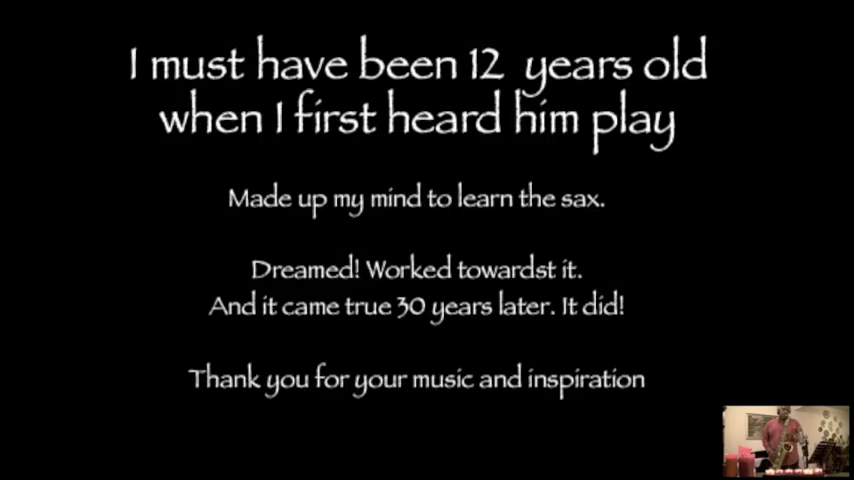 I must have been 12 years old
when I first heard him play
Made up my mind to learn the sax.
Dreamed! Worked towardst it.
And it came true 30 years later. It did!
Thank you for your music and inspiration